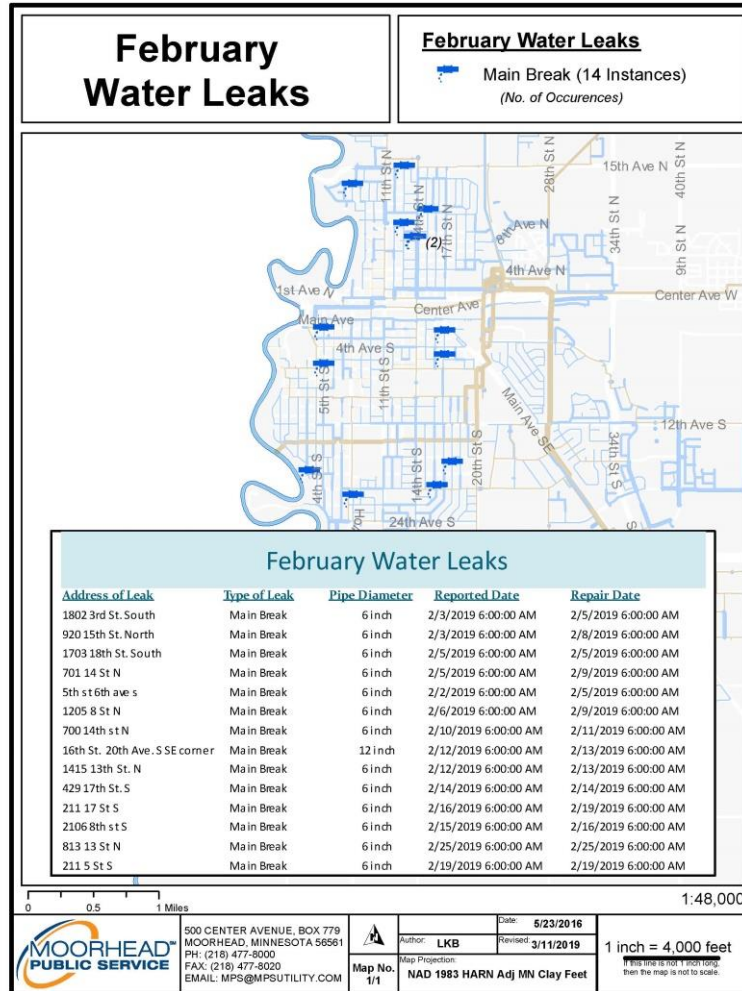 February
Water Leaks
February Water Leaks
Main Break (14 Instances)
(No. of Occurences)
11th St N
14th St N
17th St N
28th St N
15th Ave N
40th St N
34th St N
9th St N
8th Ave N
(2)
4th Ave N
1st Ave N
Center Ave
Center Ave W
Main Ave
4th Ave S
5th St S
11th St S
Main Ave SE
12th Ave S
20th St S
34th St S
4th St S
14th St S
24th Ave S
February Water Leaks
Address of Leak Type of Leak Pipe Diameter Reported Date Repair Date
1802 3rd St. South Main Break 6 inch 2/3/2019 6:00:00 AM 2/5/2019 6:00:00 AM
920 15th St. North Main Break 6 inch 2/3/2019 6:00:00 AM 2/8/2019 6:00:00 AM
1703 18th St. South Main Break 6 inch 2/5/2019 6:00:00 AM 2/5/2019 6:00:00 AM
701 14 St N Main Break 6 inch 2/5/2019 6:00:00 AM 2/9/2019 6:00:00 AM
5th st 6th ave s Main Break 6 inch 2/2/2019 6:00:00 AM 2/5/2019 6:00:00 AM
1205 8 St N Main Break 6 inch 2/6/2019 6:00:00 AM 2/9/2019 6:00:00 AM
700 14th st N Main Break 6 inch 2/10/2019 6:00:00 AM 2/11/2019 6:00:00 AM
16th St. 20th Ave. S SE corner Main Break 12 inch 2/12/2019 6:00:00 AM 2/13/2019 6:00:00 AM
1415 13th St. N Main Break 6 inch 2/12/2019 6:00:00 AM 2/13/2019 6:00:00 AM
429 17th St. S Main Break 6 inch 2/14/2019 6:00:00 AM 2/14/2019 6:00:00 AM
211 17 St S Main Break 6 inch 2/16/2019 6:00:00 AM 2/19/2019 6:00:00 AM
2106 8th st S Main Break 6 inch 2/15/2019 6:00:00 AM 2/16/2019 6:00:00 AM
813 13 St N Main Break 6 inch 2/25/2019 6:00:00 AM 2/25/2019 6:00:00 AM
211 5 St S Main Break 6 inch 2/19/2019 6:00:00 AM 2/19/2019 6:00:00 AM
0 0.5 1 Miles
1:48,000
MOORHEAD
PUBLIC SERVICE
500 CENTER AVENUE, BOX 779
MOORHEAD, MINNESOTA 56561
PH: (218) 477-8000
FAX: (218) 477-8020
EMAIL: MPS@MPSUTILITY.COM
Map No.
1/1
Author: LKB
Date: 5/23/2016
Revised: 3/11/2019
Map Projection:
NAD 1983 HARN Adj MN Clay Feet
1 inch = 4,000 feet
If this line is not 1 inch long,
then the map is not to scale.